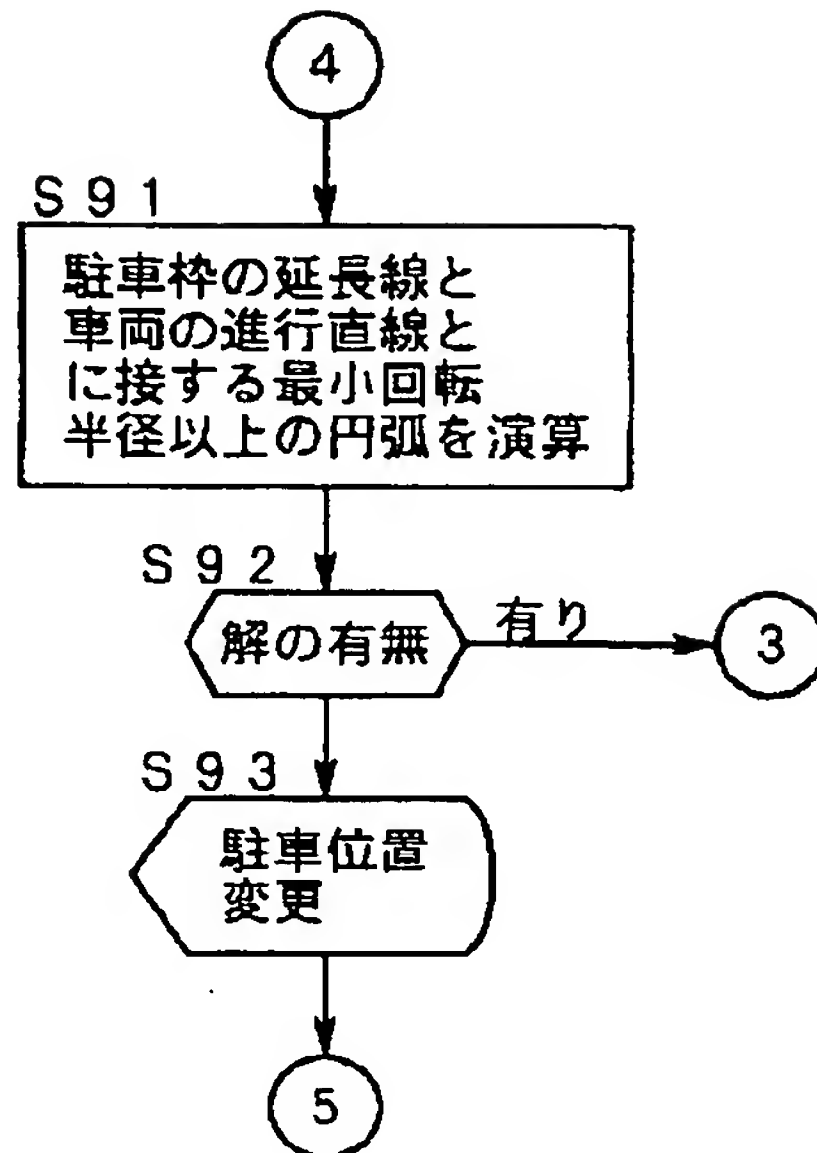 4
S91
駐車枠の延長線と
車両の進行直線と
に接する最小回転
半径以上の円弧を演算
S92
解の有無
有り
3
S93
駐車位置
変更
5